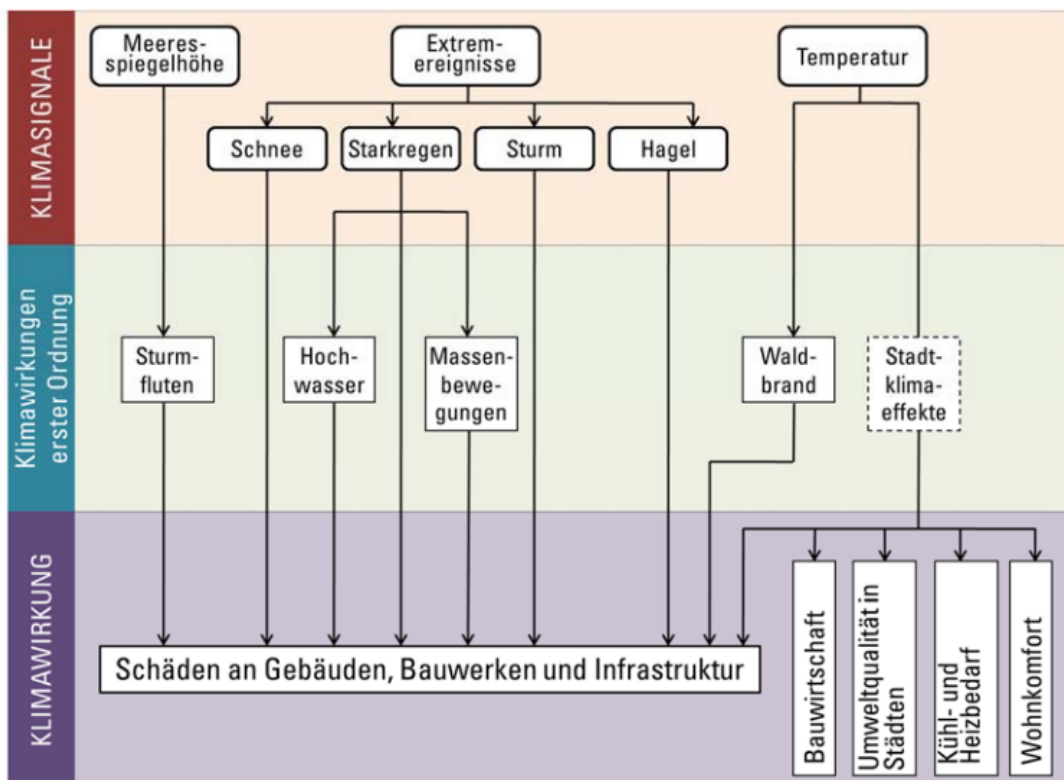 KLIMASIGNALE
Meeres-
spiegelhöhe
Extrem-
ereignisse
Temperatur
Schnee
Starkregen
Sturm
Hagel
Klimawirkungen
erster Ordnung
Sturm-
fluten
Hoch-
wasser
Massen-
bewe-
gungen
Wald-
brand
Stadt-
klima-
effekte
KLIMAWIRKUNG
Schäden an Gebäuden, Bauwerken und Infrastruktur
Bauwirtschaft
Umweltqualität in
Städten
Kühl- und
Heizbedarf
Wohnkomfort